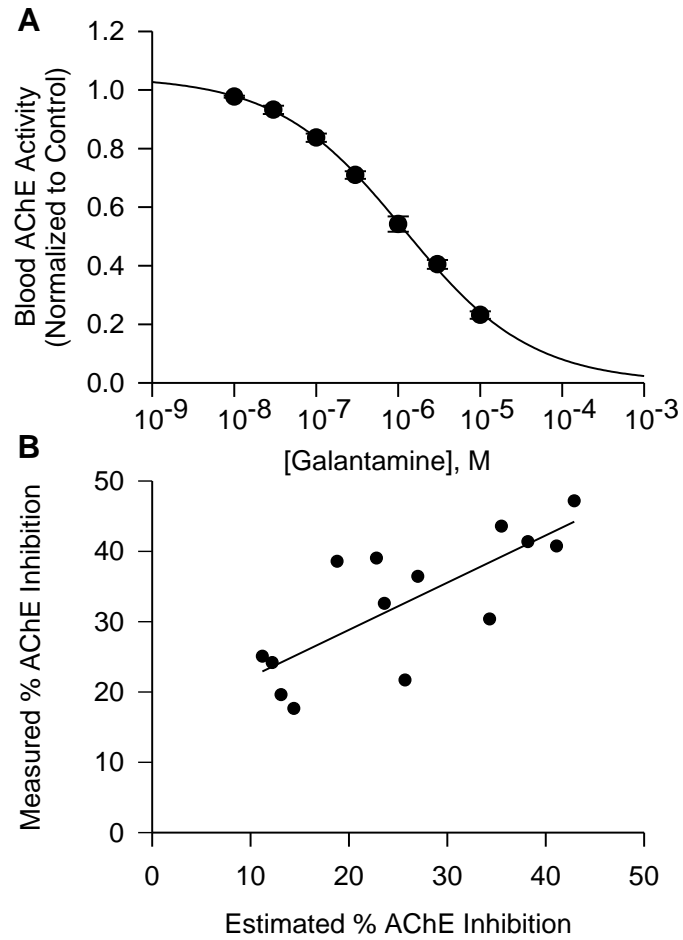 A
1.2
1.0
0.8
0.6
0.4
0.2
0.0
Blood AChE Activity
(Normalized to Control)
10-9 10-8 10-7 10-6 10-5 10-4 10-3
[Galantamine], M
B
50
40
30
20
10
0
Measured % AChE Inhibition
0 10 20 30 40 50
Estimated % AChE Inhibition